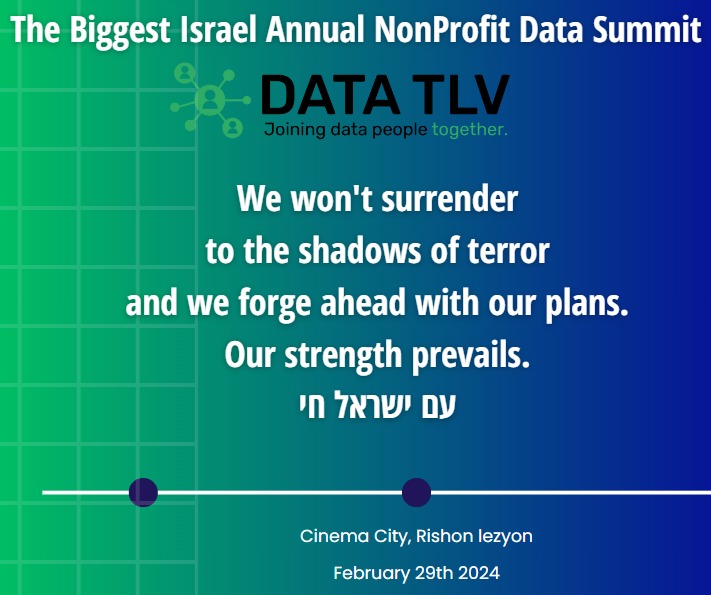 The Biggest Israel Annual NonProfit Data Summit
DATA TLV
Joining data people together.
We won't surrender
to the shadows of terror
and we forge ahead with our plans.
Our strength prevails.
עם ישראל חי
Cinema City, Rishon lezyon
February 29th 2024